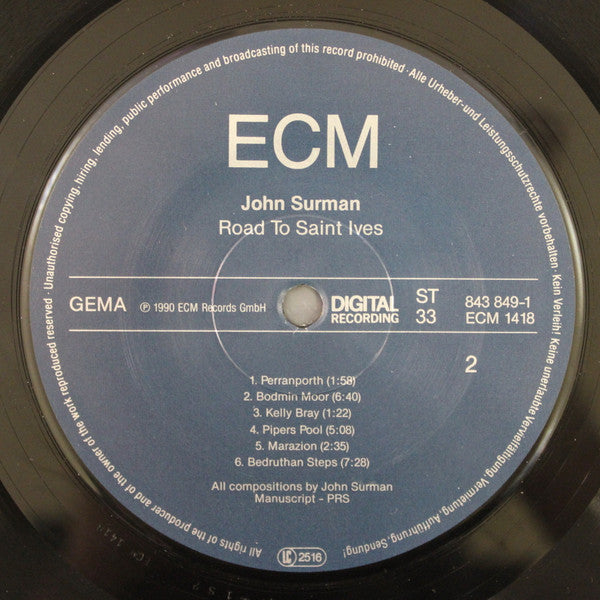 ECM
John Surman
Road To Saint Ives
GEMA
℗ 1990 ECM Records GmbH
DIGITAL
RECORDING
ST
33
843 849-1
ECM 1418
2
1. Perranporth (1:58)
2. Bodmin Moor (6:40)
3. Kelly Bray (1:22)
4. Pipers Pool (5:08)
5. Marazion (2:35)
6. Bedruthan Steps (7:28)
All compositions by John Surman
Manuscript - PRS
LC 2516
All rights of the producer and of the owner of the work reproduced reserved · Unauthorised copying, hiring, lending, public performance and broadcasting of this record prohibited · Alle Urheber-und Leistungsschutzrechte vorbehalten · Kein Verleih! Keine unerlaubte Vervielfältigung, Vermietung, Aufführung, Sendung!